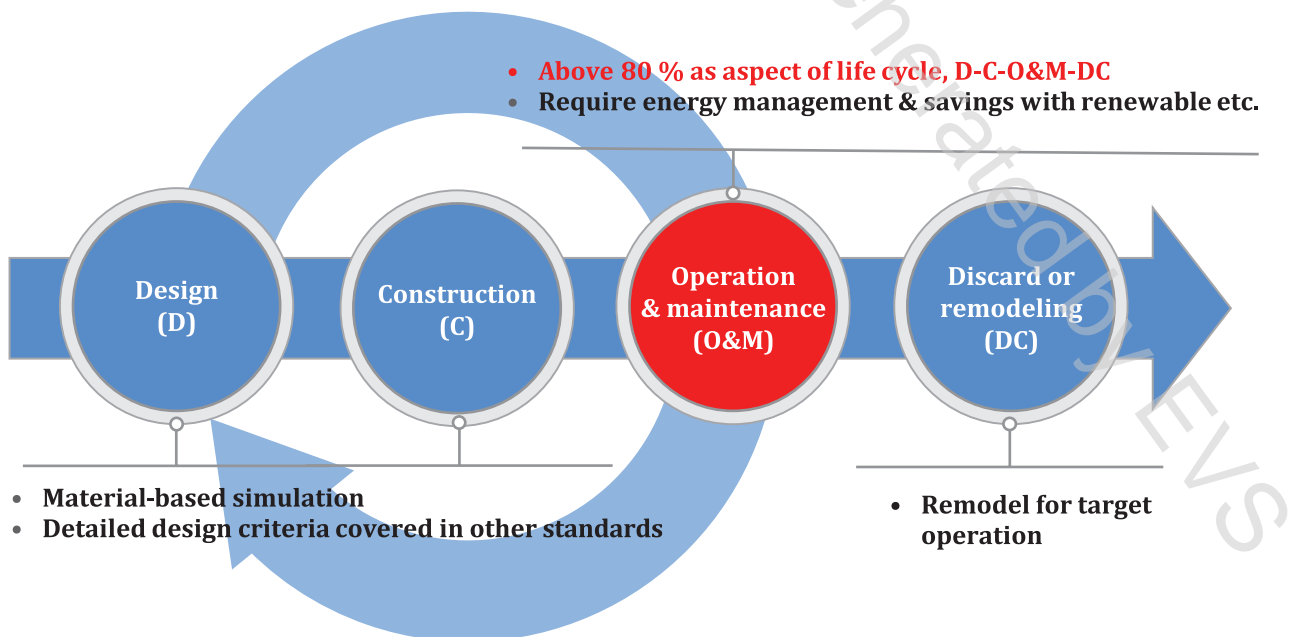 • Above 80 % as aspect of life cycle, D-C-O&M-DC
• Require energy management & savings with renewable etc.
Design
(D)
Construction
(C)
Operation
& maintenance
(O&M)
Discard or
remodeling
(DC)
• Material-based simulation
• Detailed design criteria covered in other standards
• Remodel for target
operation